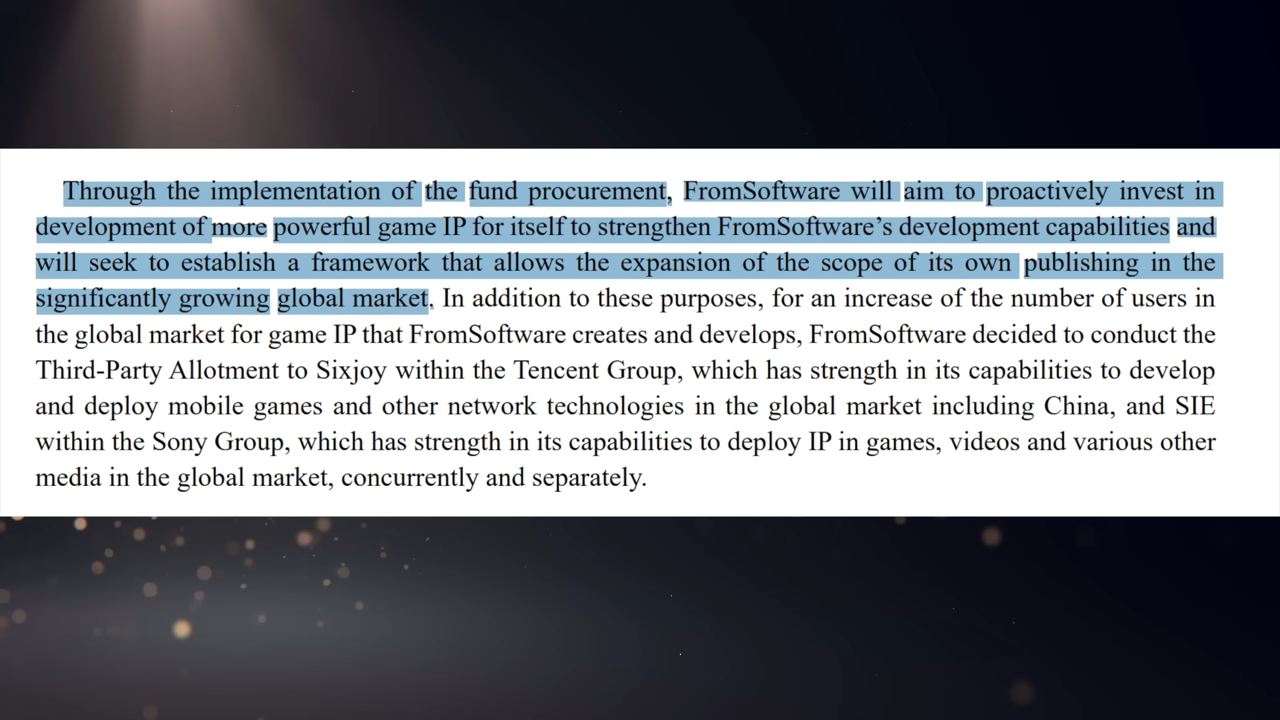 Through the implementation of the fund procurement, FromSoftware will aim to proactively invest in
development of more powerful game IP for itself to strengthen FromSoftware’s development capabilities and
will seek to establish a framework that allows the expansion of the scope of its own publishing in the
significantly growing global market. In addition to these purposes, for an increase of the number of users in
the global market for game IP that FromSoftware creates and develops, FromSoftware decided to conduct the
Third-Party Allotment to Sixjoy within the Tencent Group, which has strength in its capabilities to develop
and deploy mobile games and other network technologies in the global market including China, and SIE
within the Sony Group, which has strength in its capabilities to deploy IP in games, videos and various other
media in the global market, concurrently and separately.